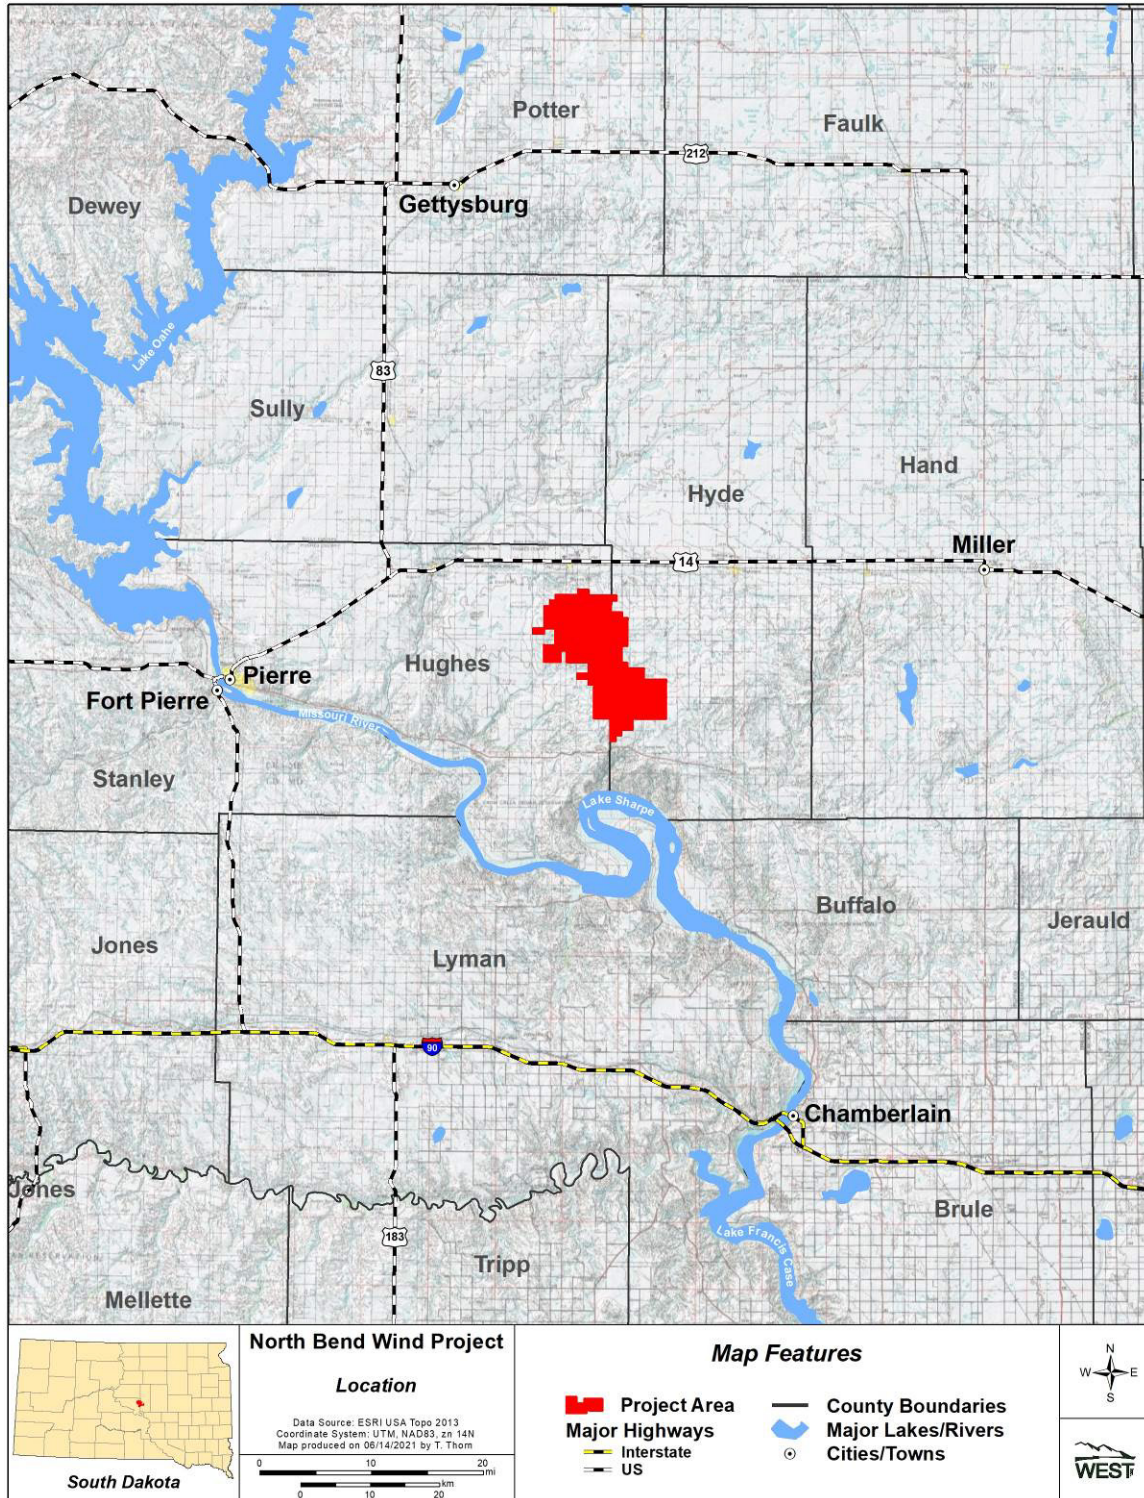 Potter
Faulk
212
Dewey
Gettysburg
Lake Oahe
83
Sully
Hand
Hyde
Miller
14
Hughes
Pierre
Fort Pierre
Missouri River
Stanley
Lake Sharpe
Buffalo
Jerauld
Jones
Lyman
90
Chamberlain
Jones
Brule
183
Lake Francis Case
Tripp
Mellette
North Bend Wind Project
Location
Data Source: ESRI USA Topo 2013
Coordinate System: UTM, NAD83, zn 14N
Map produced on 06/14/2021 by T. Thorn
0 10 20
mi
km
0 10 20
South Dakota
Map Features
Project Area
Major Highways
Interstate
US
County Boundaries
Major Lakes/Rivers
Cities/Towns
N
W E
S
WEST